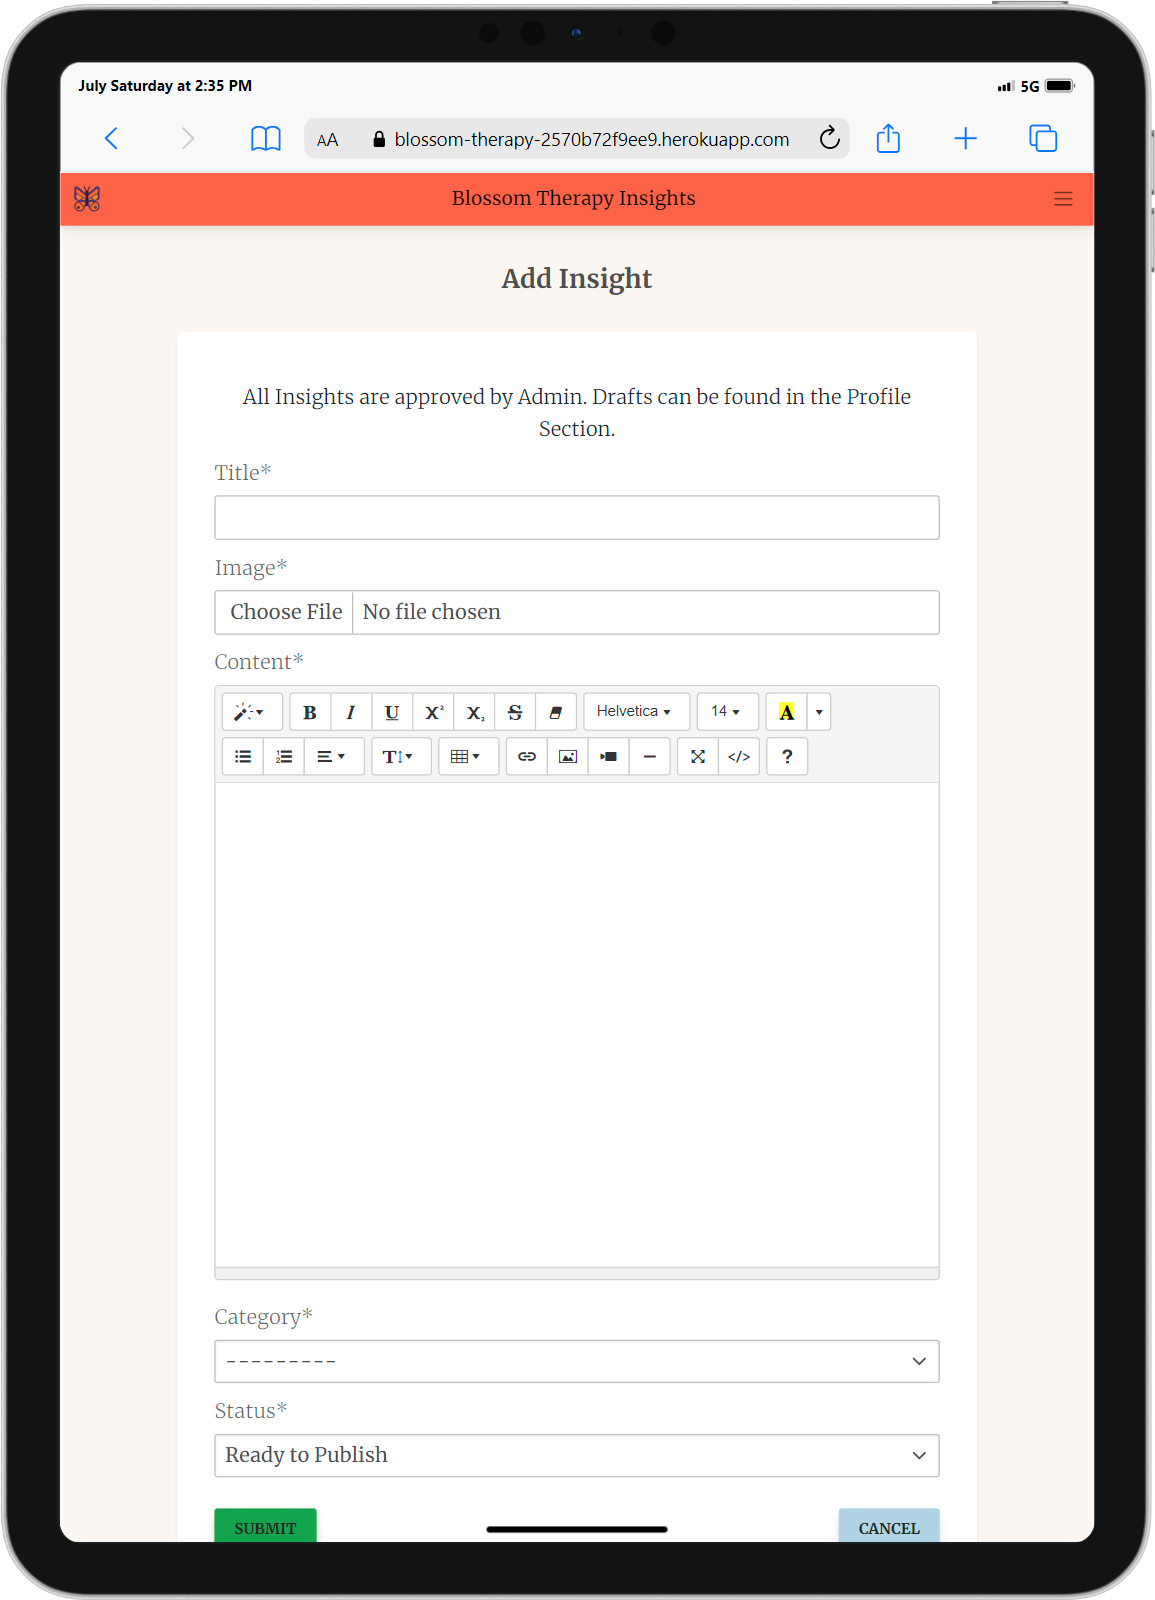 July Saturday at 2:35 PM
5G
AA
blossom-therapy-2570b72f9ee9.herokuapp.com
Blossom Therapy Insights
Add Insight
All Insights are approved by Admin. Drafts can be found in the Profile
Section.
Title*
Image*
Choose File
No file chosen
Content*
B I U X² X₂ S Helvetica 14 A
T </> ?
Category*
---------
Status*
Ready to Publish
SUBMIT
CANCEL